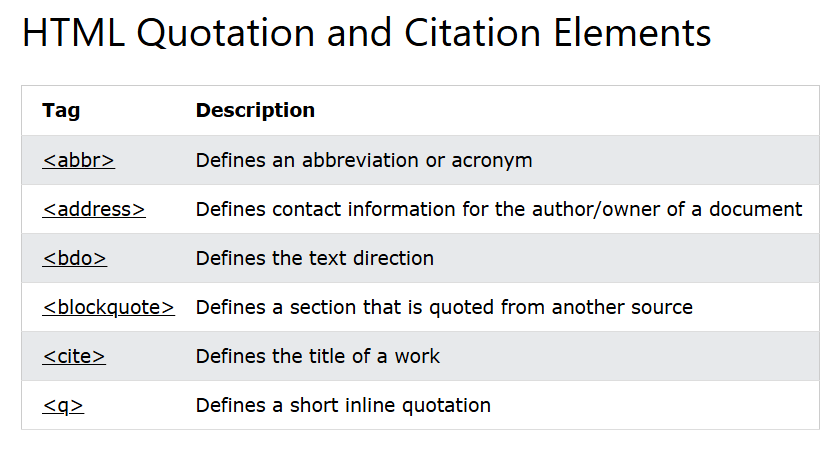 HTML Quotation and Citation Elements
Tag Description
<abbr> Defines an abbreviation or acronym
<address> Defines contact information for the author/owner of a document
<bdo> Defines the text direction
<blockquote> Defines a section that is quoted from another source
<cite> Defines the title of a work
<q> Defines a short inline quotation